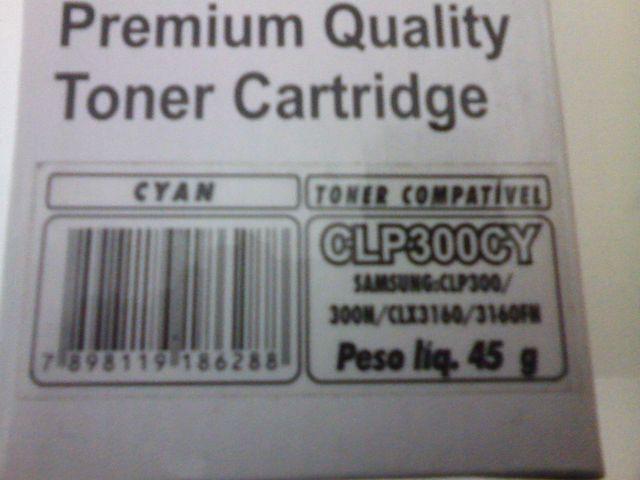 Premium Quality
Toner Cartridge
CYAN
TONER COMPATÍVEL
CLP300CY
SAMSUNG:CLP300/
300N/CLX3160/3160FN
Peso líq. 45 g
7 898119 186288